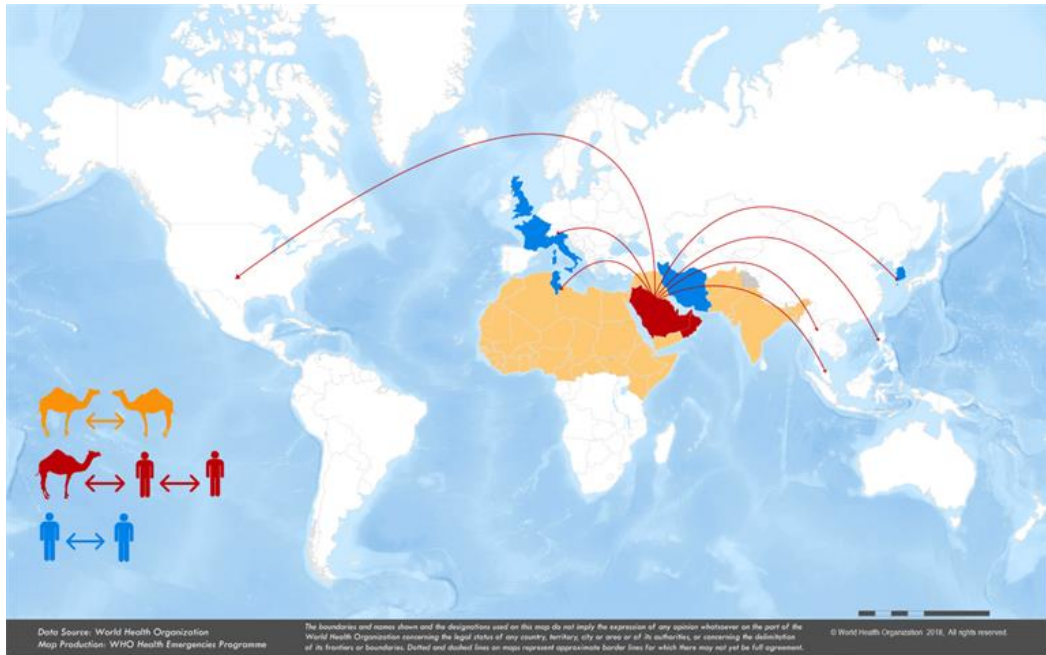 Data Source: World Health Organization
Map Production: WHO Health Emergencies Programme
The boundaries and names shown and the designations used on this map do not imply the expression of any opinion whatsoever on the part of the
World Health Organization concerning the legal status of any country, territory, city or area or of its authorities, or concerning the delimitation
of its frontiers or boundaries. Dotted and dashed lines on maps represent approximate border lines for which there may not yet be full agreement.
© World Health Organization 2018, All rights reserved.